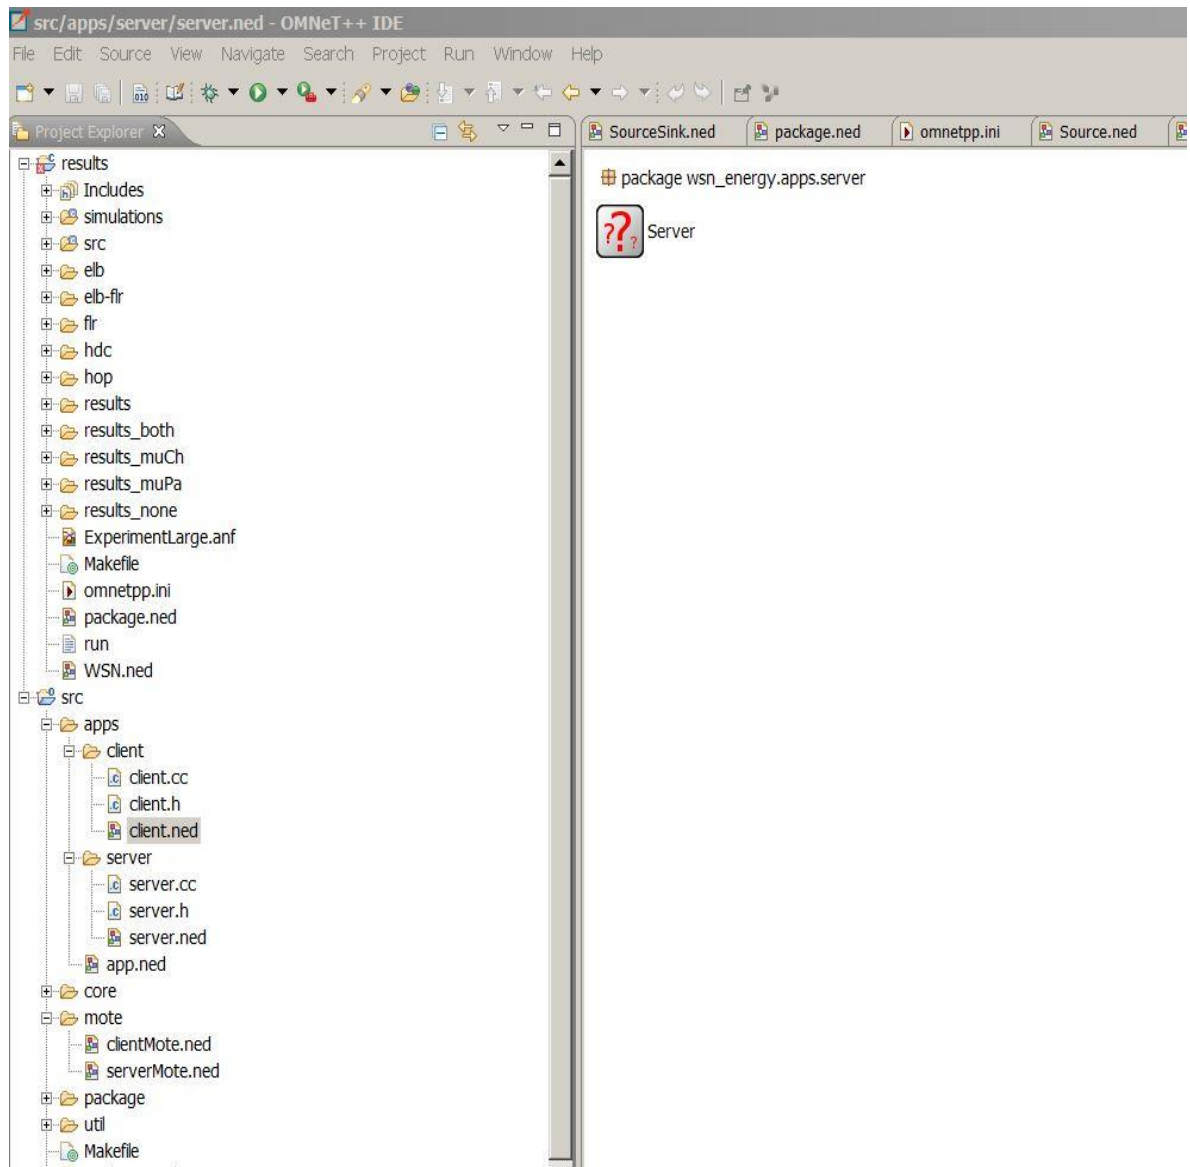 src/apps/server/server.ned - OMNeT++ IDE
File Edit Source View Navigate Search Project Run Window Help
010
Project Explorer
SourceSink.ned package.ned omnetpp.ini Source.ned
results
Includes
simulations
src
elb
elb-flr
flr
hdc
hop
results
results_both
results_muCh
results_muPa
results_none
ExperimentLarge.anf
Makefile
omnetpp.ini
package.ned
run
WSN.ned
src
apps
client
client.cc
client.h
client.ned
server
server.cc
server.h
server.ned
app.ned
core
mote
clientMote.ned
serverMote.ned
package
util
Makefile
package wsn_energy.apps.server
??? Server